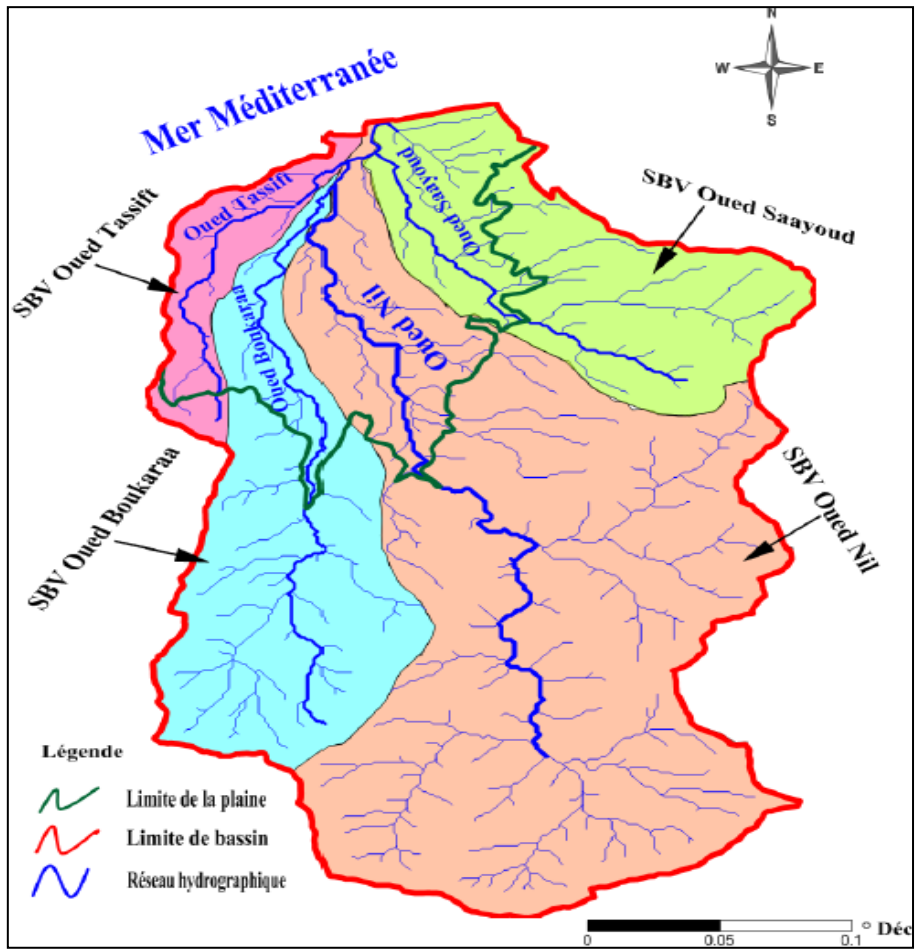 N
W E
S
Mer Méditerranée
SBV Oued Tassift
Oued Tassift
Oued Saayoud
SBV Oued Saayoud
Oued Boukaraa
Oued Nil
SBV Oued Boukaraa
SBV Oued Nil
Légende
Limite de la plaine
Limite de bassin
Réseau hydrographique
° Déc
0 0.05 0.1